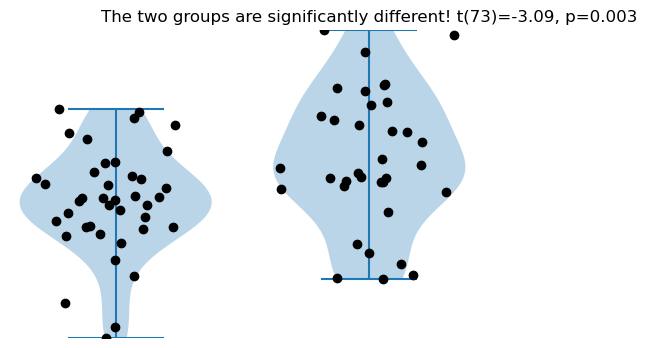 The two groups are significantly different! t(73)=-3.09, p=0.003